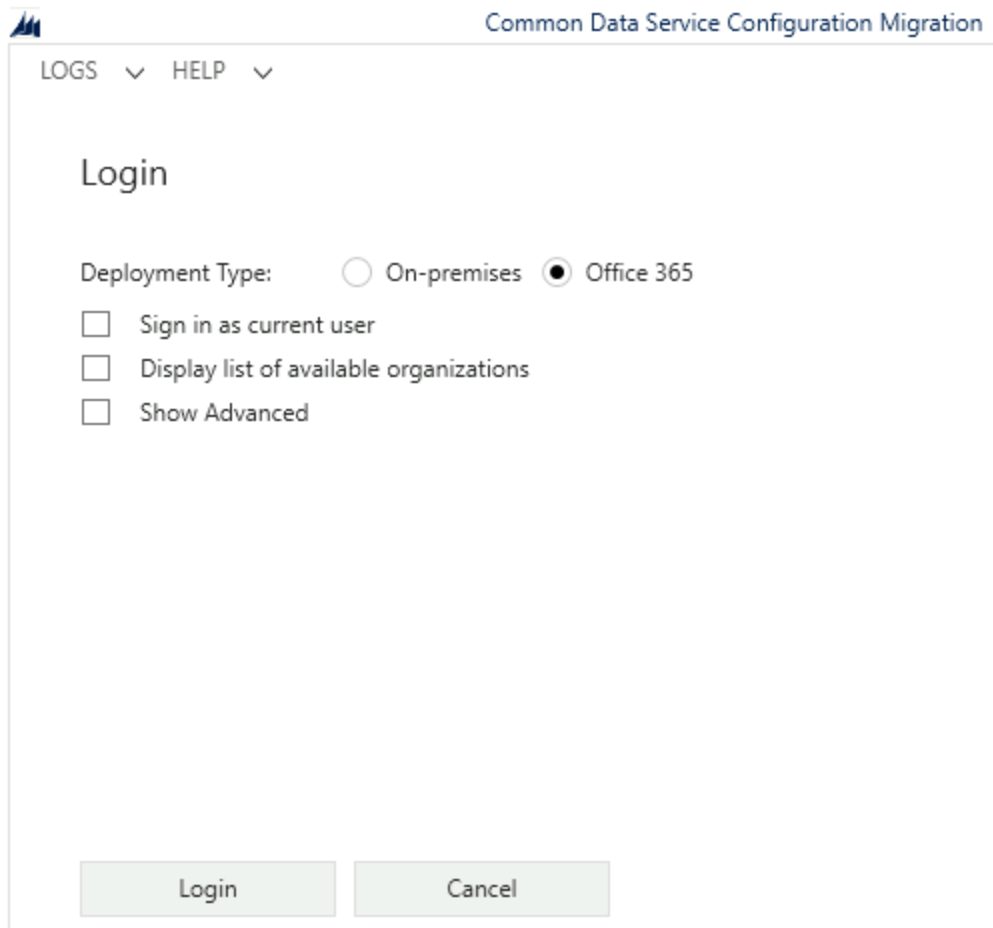 Common Data Service Configuration Migration
LOGS HELP
Login
Deployment Type: On-premises Office 365
Sign in as current user
Display list of available organizations
Show Advanced
Login Cancel